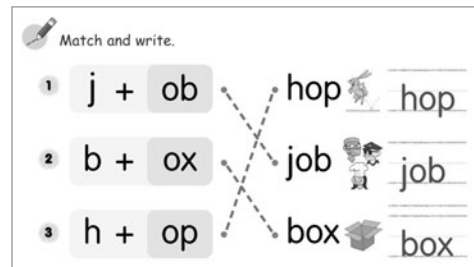 Match and write.
1 j + ob hop hop
2 b + ox job job
3 h + op box box